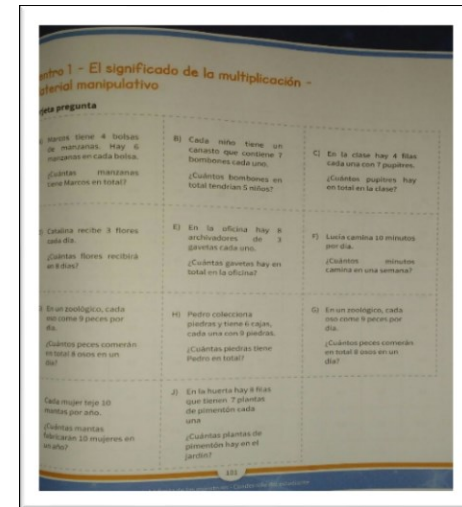 entro 1 - El significado de la multiplicación -
aterial manipulativo
jeta pregunta
Marcos tiene 4 bolsas
de manzanas. Hay 6
manzanas en cada bolsa.
¿Cuántas manzanas
tiene Marcos en total?
B) Cada niño tiene un
canasto que contiene 7
bombones cada uno.
¿Cuántos bombones en
total tendrían 5 niños?
C) En la clase hay 4 filas
cada una con 7 pupitres.
¿Cuántos pupitres hay
en total en la clase?
Catalina recibe 3 flores
cada día.
¿Cuántas flores recibirá
en 8 días?
E) En la oficina hay 8
archivadores de 3
gavetas cada uno.
¿Cuántas gavetas hay en
total en la oficina?
F) Lucía camina 10 minutos
por día.
¿Cuántos minutos
camina en una semana?
En un zoológico, cada
oso come 9 peces por
día.
¿Cuántos peces comerán
en total 8 osos en un
día?
H) Pedro colecciona
piedras y tiene 6 cajas,
cada una con 9 piedras.
¿Cuántas piedras tiene
Pedro en total?
G) En un zoológico, cada
oso come 9 peces por
día.
¿Cuántos peces comerán
en total 8 osos en un
día?
Cada mujer teje 10
mantas por año.
¿Cuántas mantas
fabricarán 10 mujeres en
un año?
J) En la huerta hay 8 filas
que tienen 7 plantas
de pimentón cada
una
¿Cuántas plantas de
pimentón hay en el
jardín?